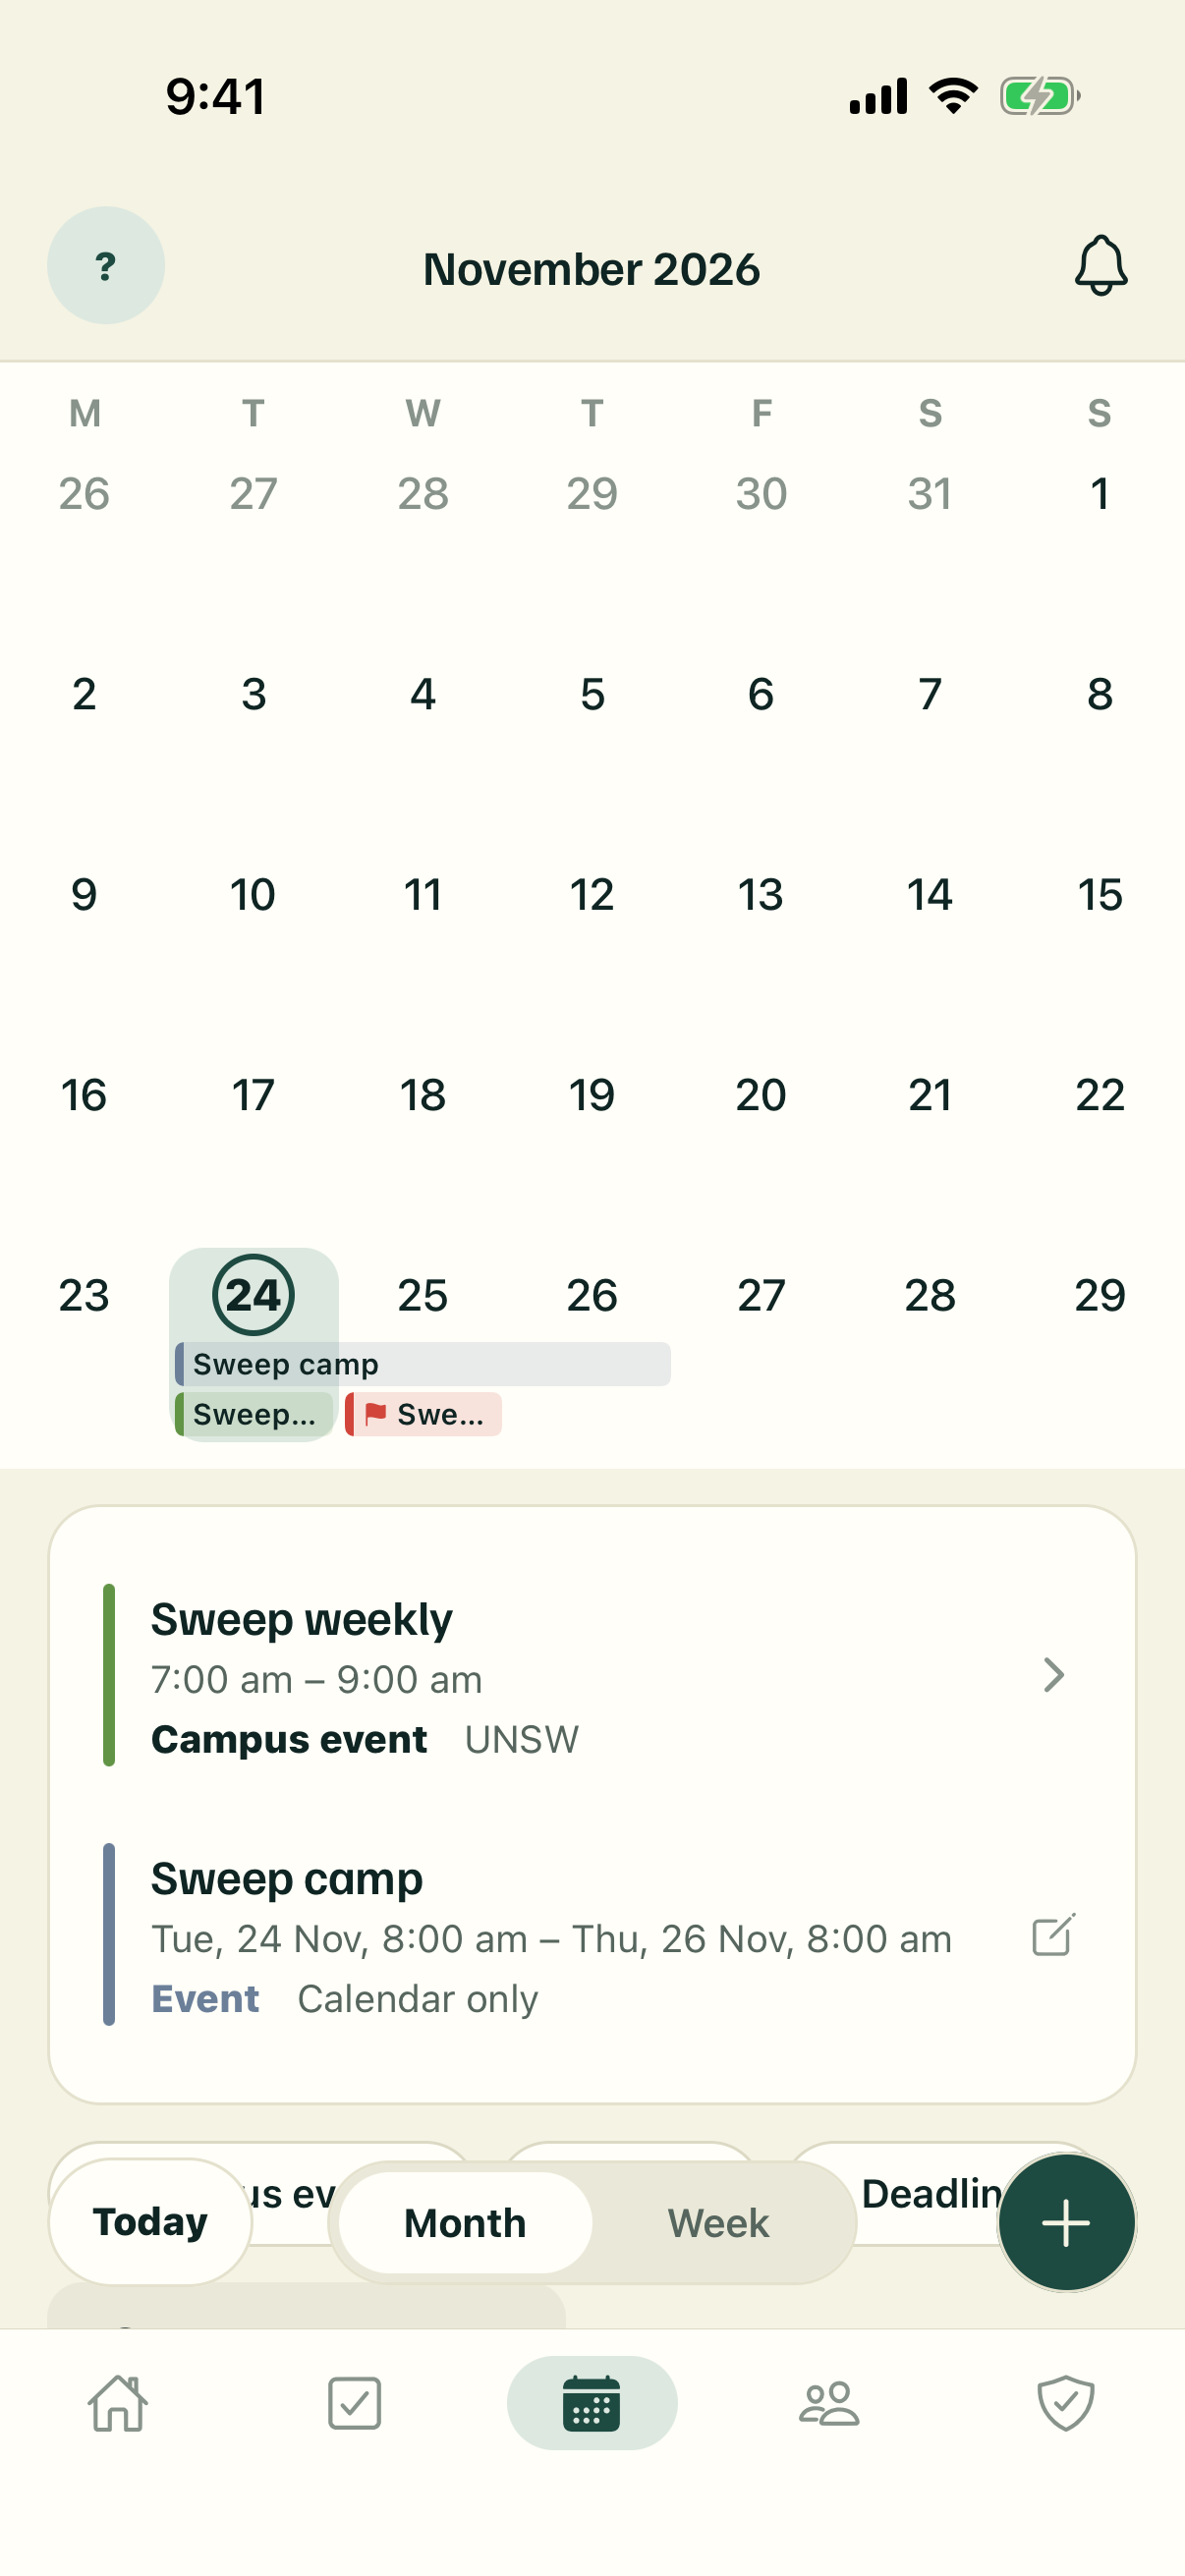 9:41
?
November 2026
M T W T F S S
26 27 28 29 30 31 1
2 3 4 5 6 7 8
9 10 11 12 13 14 15
16 17 18 19 20 21 22
23 24 25 26 27 28 29
Sweep camp
Sweep... Swe...
Sweep weekly
7:00 am – 9:00 am
Campus event UNSW
Sweep camp
Tue, 24 Nov, 8:00 am – Thu, 26 Nov, 8:00 am
Event Calendar only
us ev Deadlin
Today Month Week